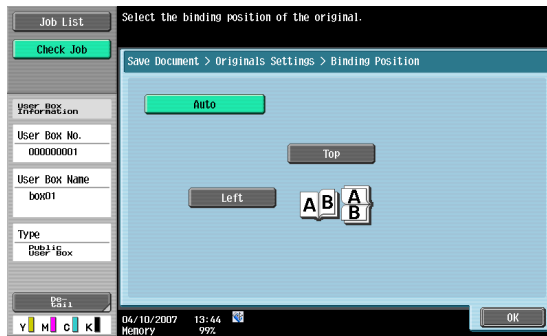 Job List
Select the binding position of the original.
Check Job
Save Document > Originals Settings > Binding Position
User Box
Information
Auto
User Box No.
000000001
Top
User Box Name
box01
Left
A B
A
B
Type
Public
User Box
De-
tail
Y M C K
04/10/2007 13:44
Memory 99%
OK